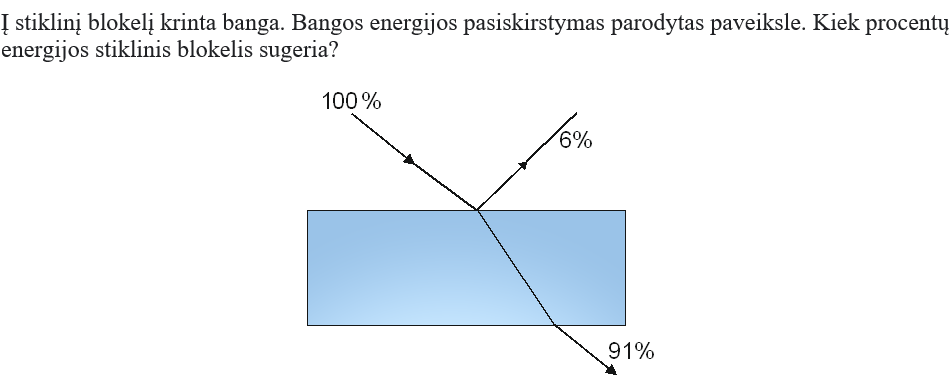 Į stiklinį blokelį krinta banga. Bangos energijos pasiskirstymas parodytas paveiksle. Kiek procentų
energijos stiklinis blokelis sugeria?
100 %
6%
91%